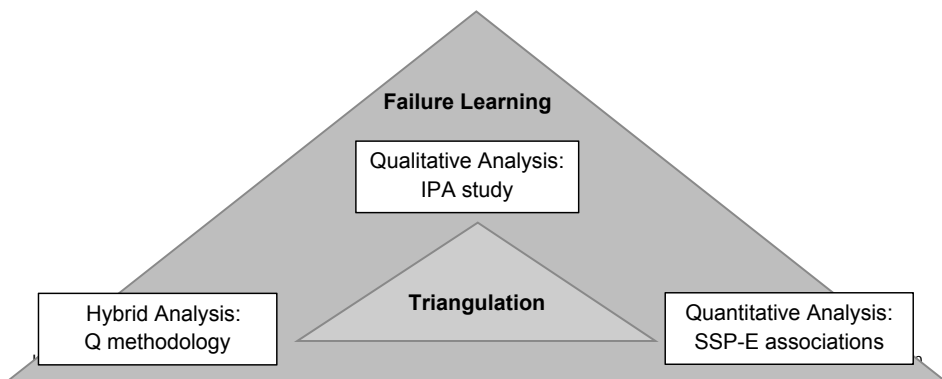 Failure Learning
Qualitative Analysis:
IPA study
Triangulation
Hybrid Analysis:
Q methodology
Quantitative Analysis:
SSP-E associations